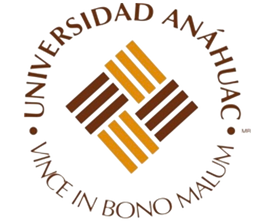 • UNIVERSIDAD ANÁHUAC •
MR
VINCE IN BONO MALUM